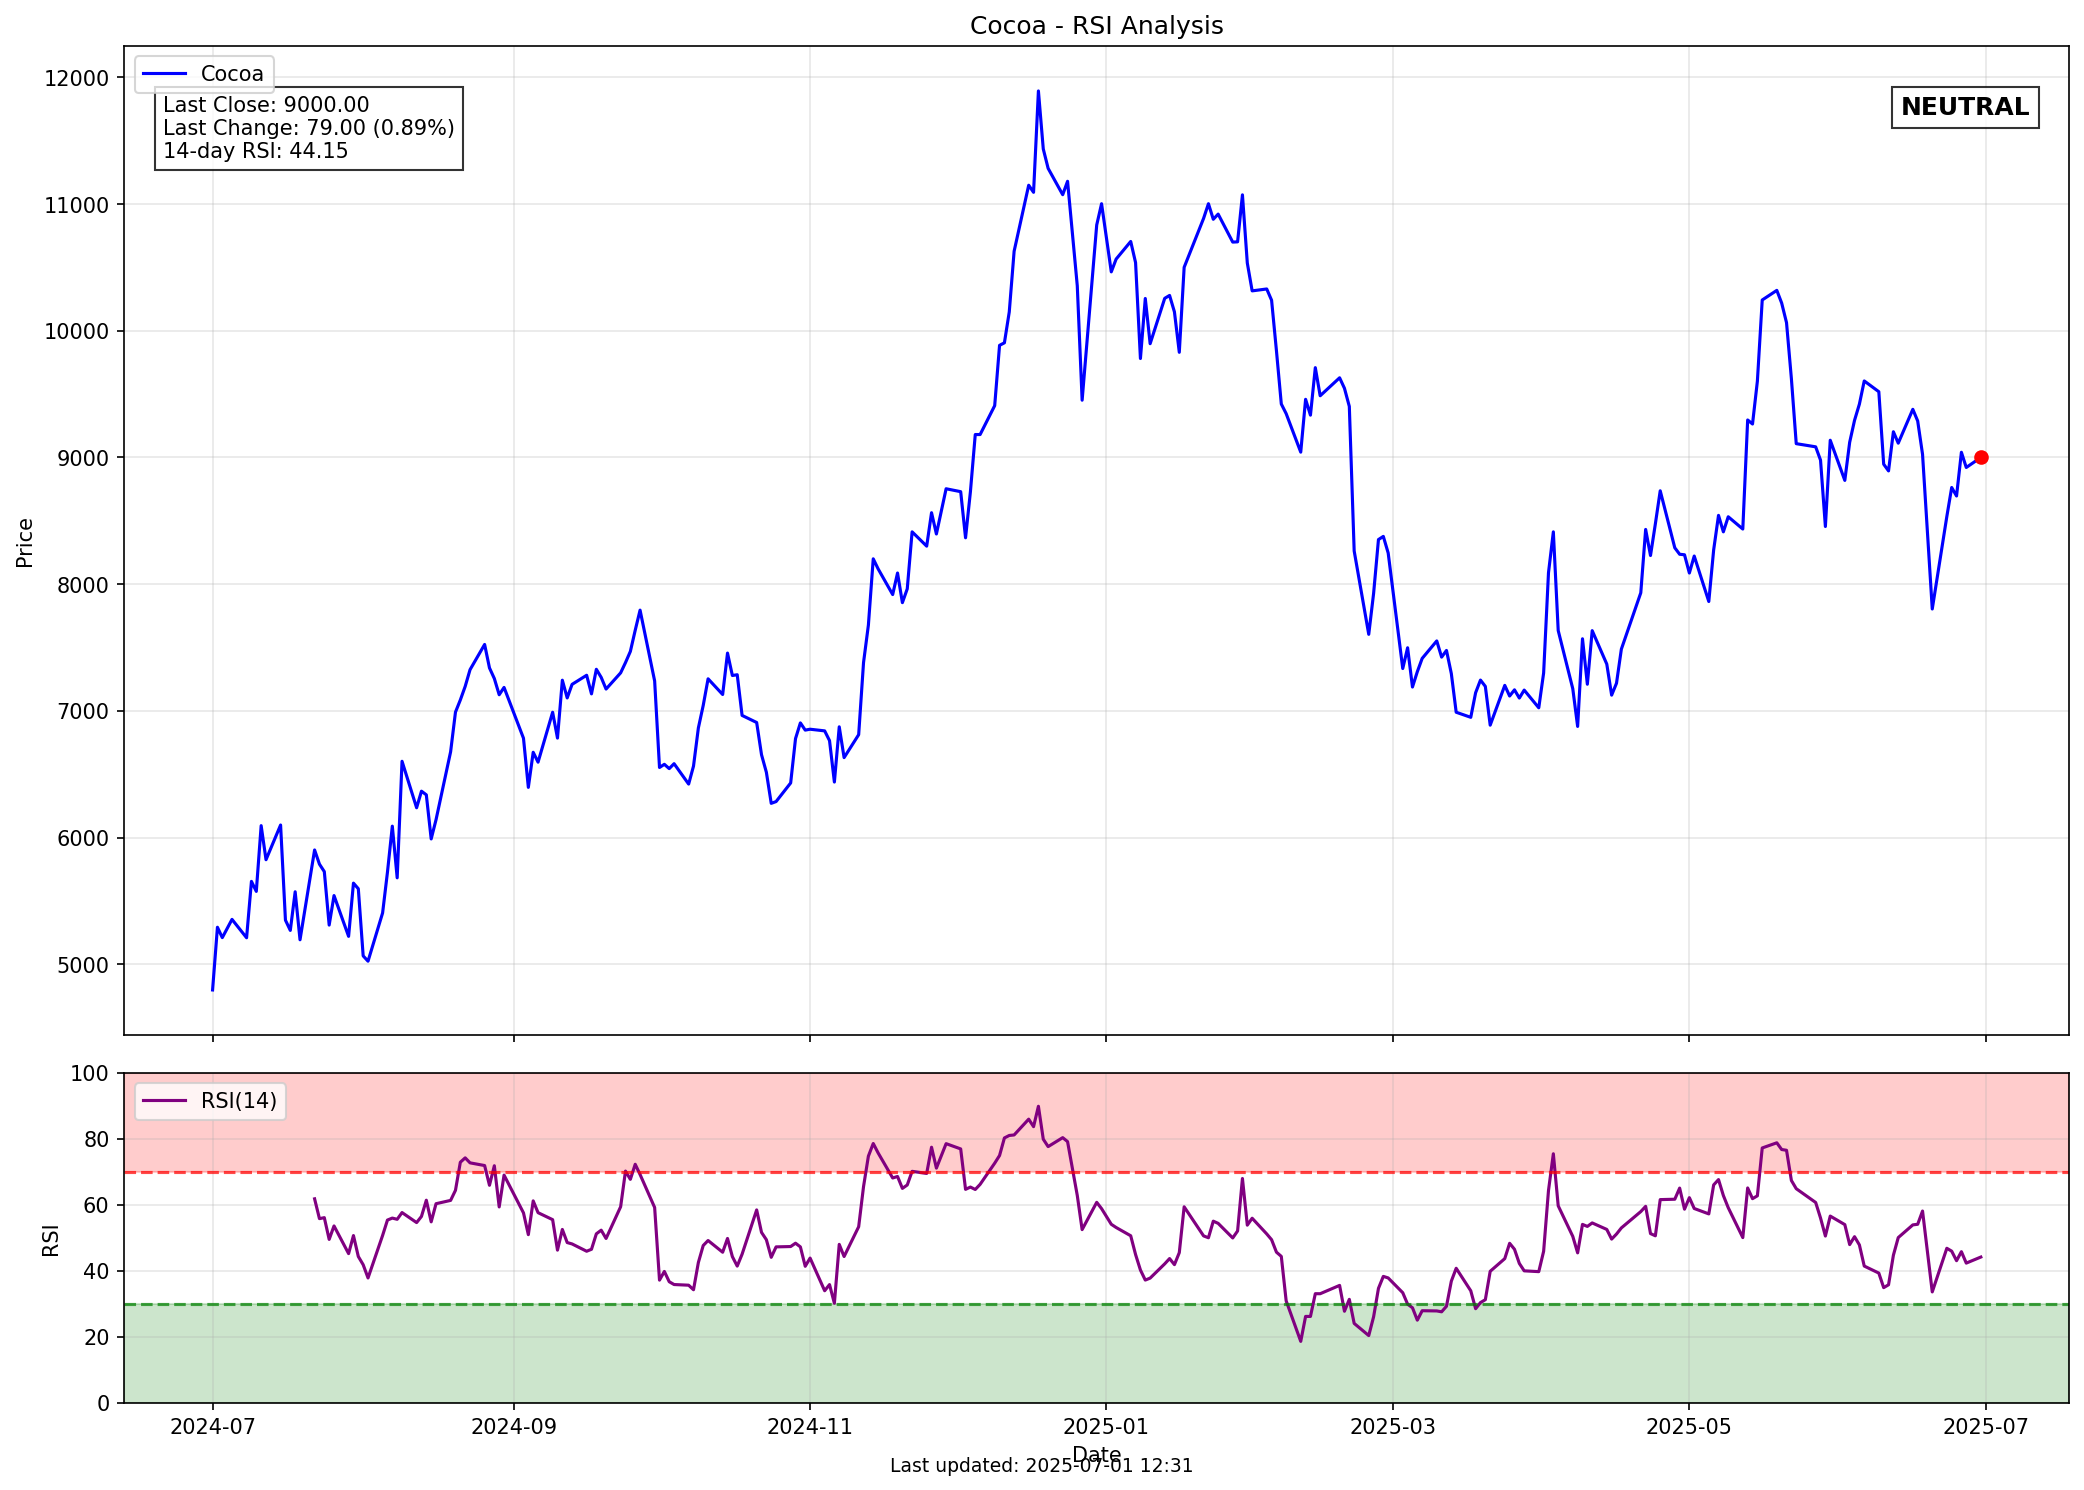 Cocoa - RSI Analysis
Cocoa
Last Close: 9000.00
Last Change: 79.00 (0.89%)
14-day RSI: 44.15
NEUTRAL
12000
11000
10000
9000
8000
7000
6000
5000
Price
RSI(14)
100
80
60
40
20
0
RSI
2024-07
2024-09
2024-11
2025-01
2025-03
2025-05
2025-07
Date
Last updated: 2025-07-01 12:31